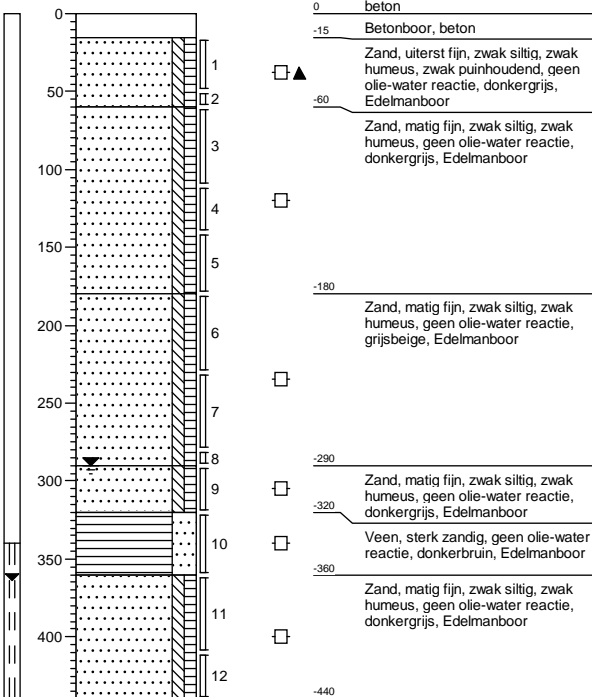 0
50
100
150
200
250
300
350
400
1
2
3
4
5
6
7
8
9
10
11
12
0
beton
-15
Betonboor, beton
Zand, uiterst fijn, zwak siltig, zwak
humeus, zwak puinhoudend, geen
olie-water reactie, donkergrijs,
Edelmanboor
-60
Zand, matig fijn, zwak siltig, zwak
humeus, geen olie-water reactie,
donkergrijs, Edelmanboor
-180
Zand, matig fijn, zwak siltig, zwak
humeus, geen olie-water reactie,
grijsbeige, Edelmanboor
-290
Zand, matig fijn, zwak siltig, zwak
humeus, geen olie-water reactie,
donkergrijs, Edelmanboor
-320
Veen, sterk zandig, geen olie-water
reactie, donkerbruin, Edelmanboor
-360
Zand, matig fijn, zwak siltig, zwak
humeus, geen olie-water reactie,
donkergrijs, Edelmanboor
-440